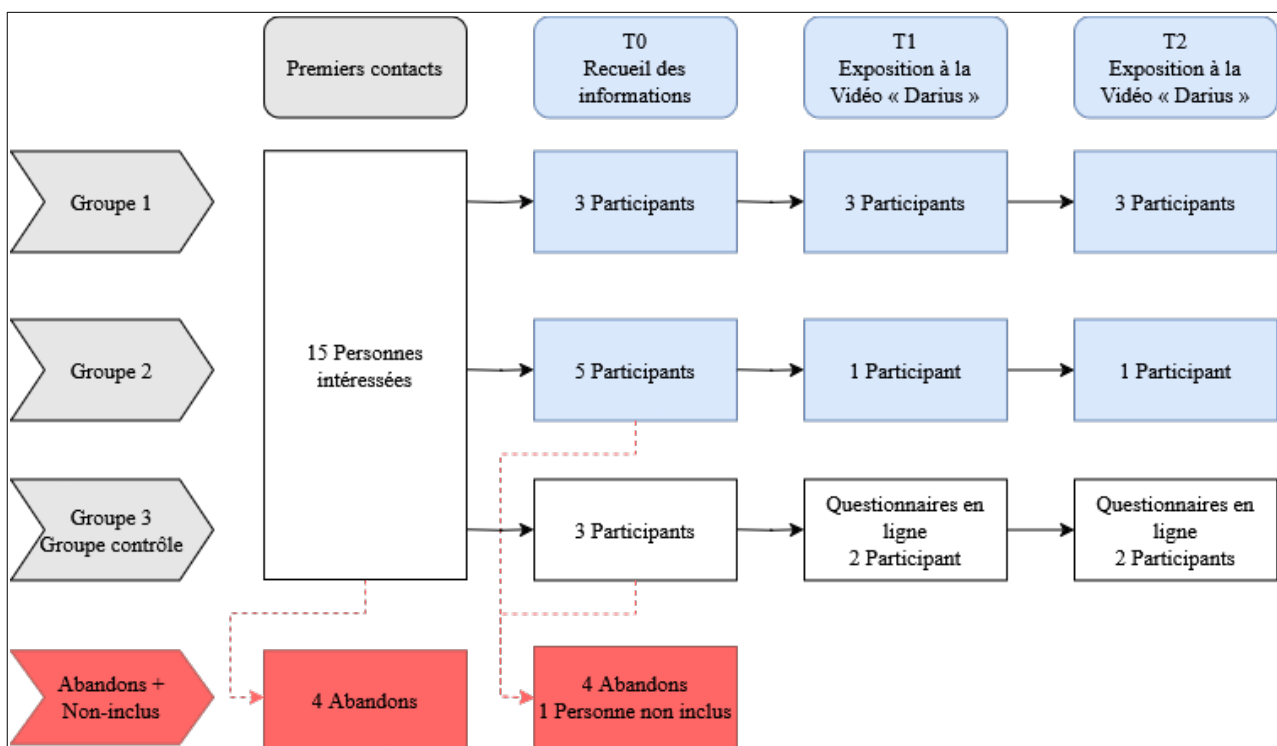 Premiers contacts
T0
Recueil des
informations
T1
Exposition à la
Vidéo « Darius »
T2
Exposition à la
Vidéo « Darius »
Groupe 1
3 Participants
3 Participants
3 Participants
Groupe 2
15 Personnes
intéressées
5 Participants
1 Participant
1 Participant
Groupe 3
Groupe contrôle
3 Participants
Questionnaires en
ligne
2 Participant
Questionnaires en
ligne
2 Participants
Abandons +
Non-inclus
4 Abandons
4 Abandons
1 Personne non inclus